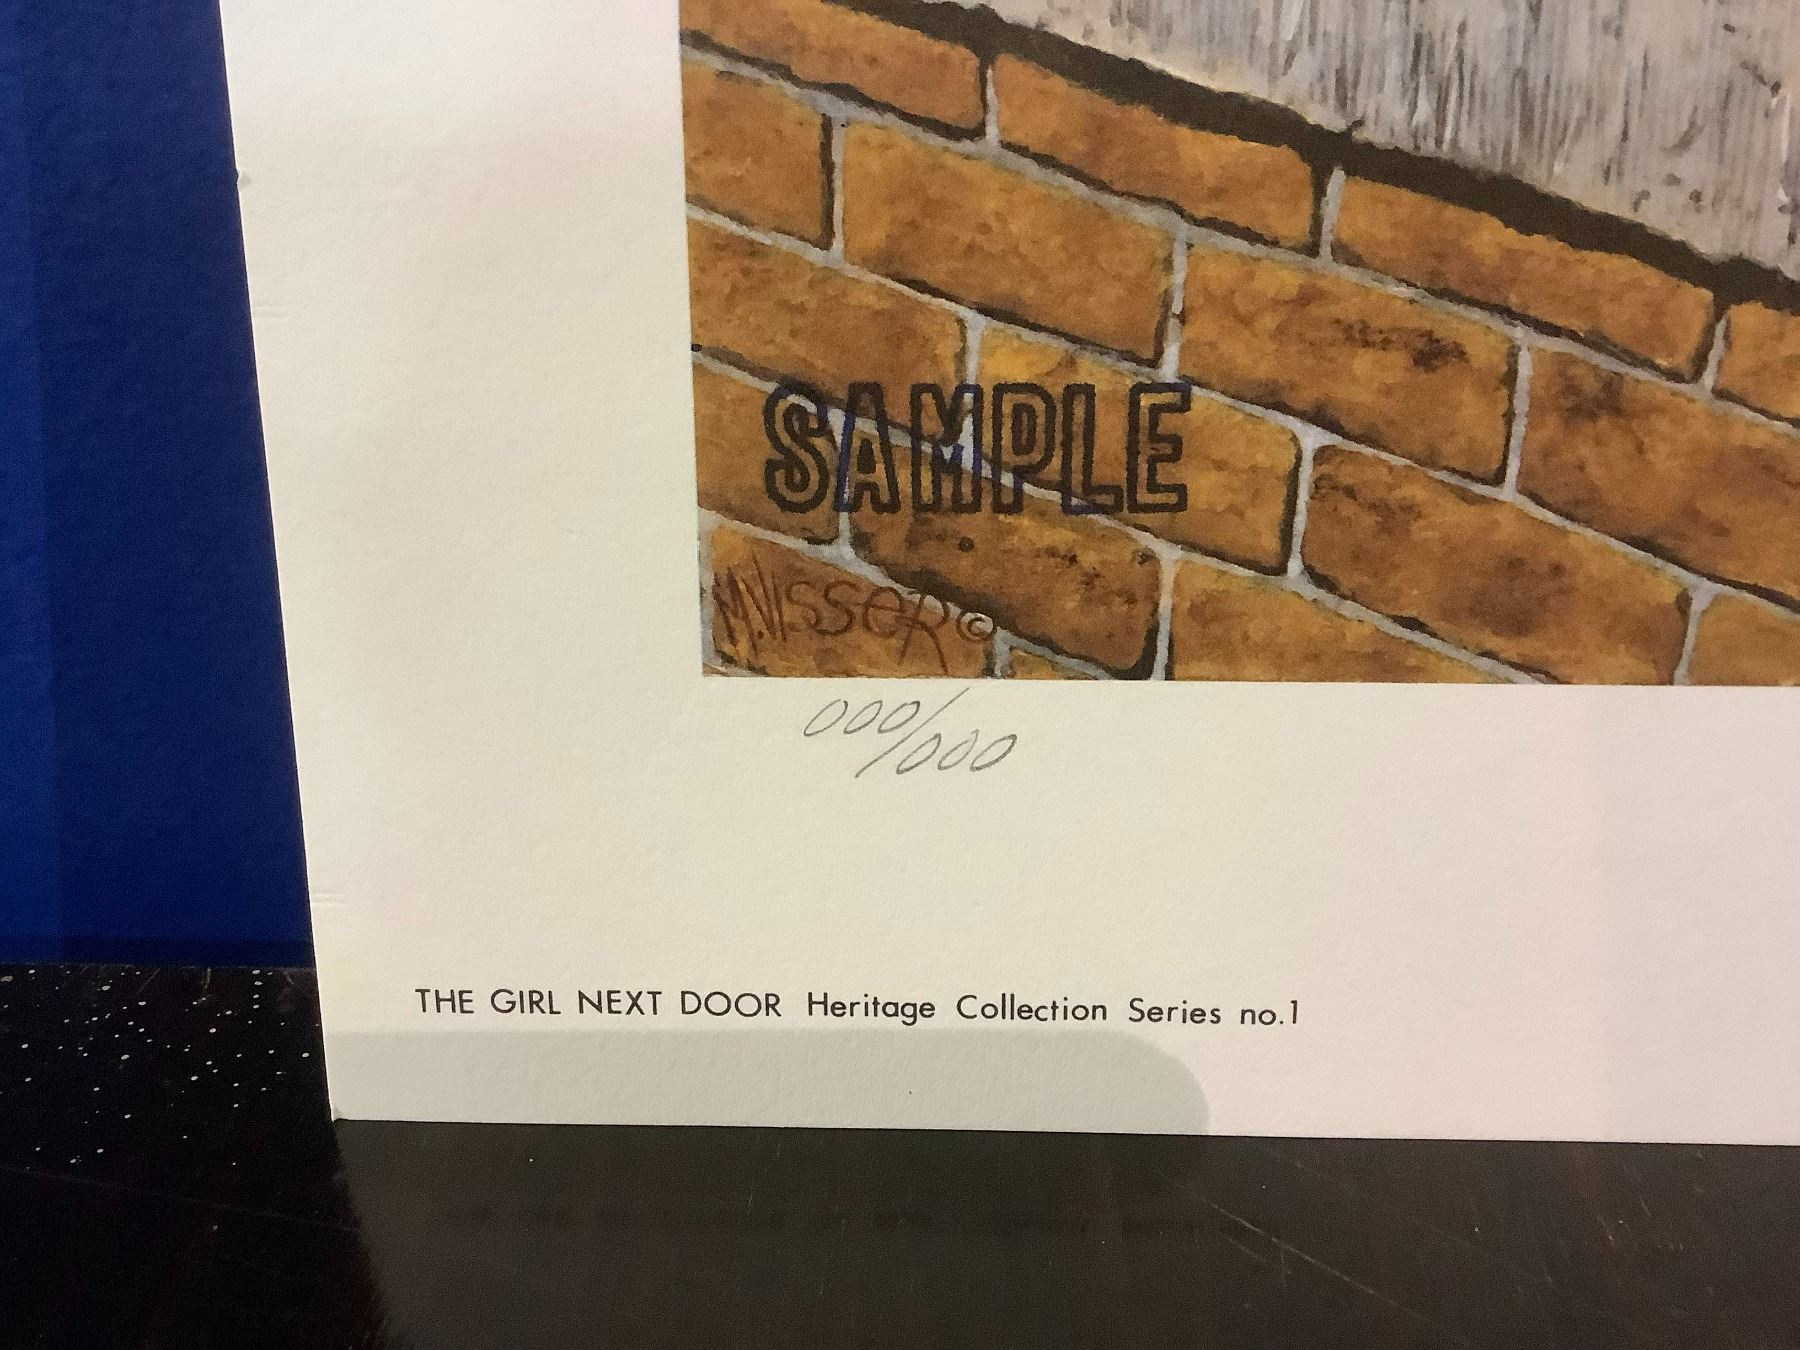 SAMPLE
M.VISSER ©
000/000
THE GIRL NEXT DOOR Heritage Collection Series no.1